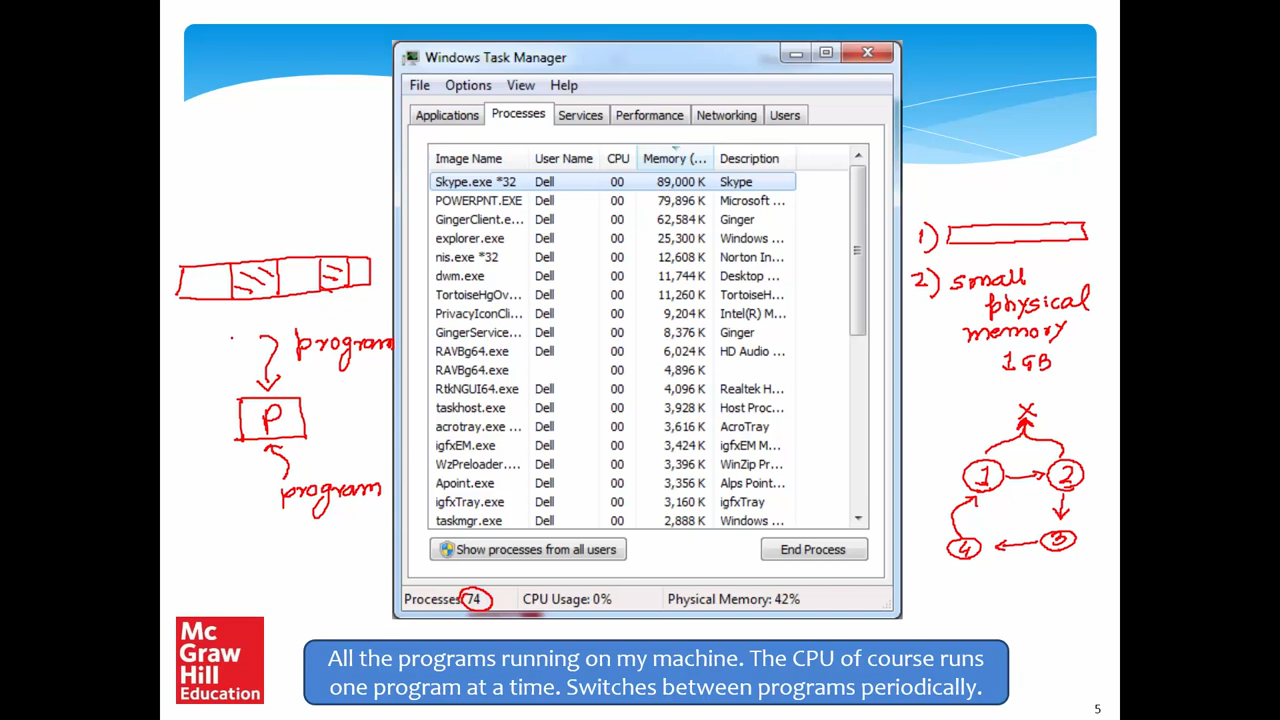 Windows Task Manager
File Options View Help
Applications Processes Services Performance Networking Users
Image Name User Name CPU Memory (... Description
Skype.exe *32 Dell 00 89,000 K Skype
POWERPNT.EXE Dell 00 79,896 K Microsoft ...
GingerClient.e... Dell 00 62,584 K Ginger
explorer.exe Dell 00 25,300 K Windows ...
nis.exe *32 Dell 00 12,608 K Norton In...
dwm.exe Dell 00 11,744 K Desktop ...
TortoiseHgOv... Dell 00 11,260 K TortoiseH...
PrivacyIconCli... Dell 00 9,204 K Intel(R) M...
GingerService... Dell 00 8,376 K Ginger
RAVBg64.exe Dell 00 6,024 K HD Audio ...
RAVBg64.exe 00 4,896 K
RtkNGUI64.exe Dell 00 4,096 K Realtek H...
taskhost.exe Dell 00 3,928 K Host Proc...
acrotray.exe ... Dell 00 3,616 K AcroTray
igfxEM.exe Dell 00 3,424 K igfxEM M...
WzPreloader.... Dell 00 3,396 K WinZip Pr...
Apoint.exe Dell 00 3,356 K Alps Point...
igfxTray.exe Dell 00 3,160 K igfxTray
taskmgr.exe Dell 00 2,888 K Windows ...
Show processes from all users End Process
Processes: 74 CPU Usage: 0% Physical Memory: 42%
program
P
program
1)
2) small
physical
memory
1 GB
X
1 2
4 3
Mc
Graw
Hill
Education
All the programs running on my machine. The CPU of course runs
one program at a time. Switches between programs periodically.
5